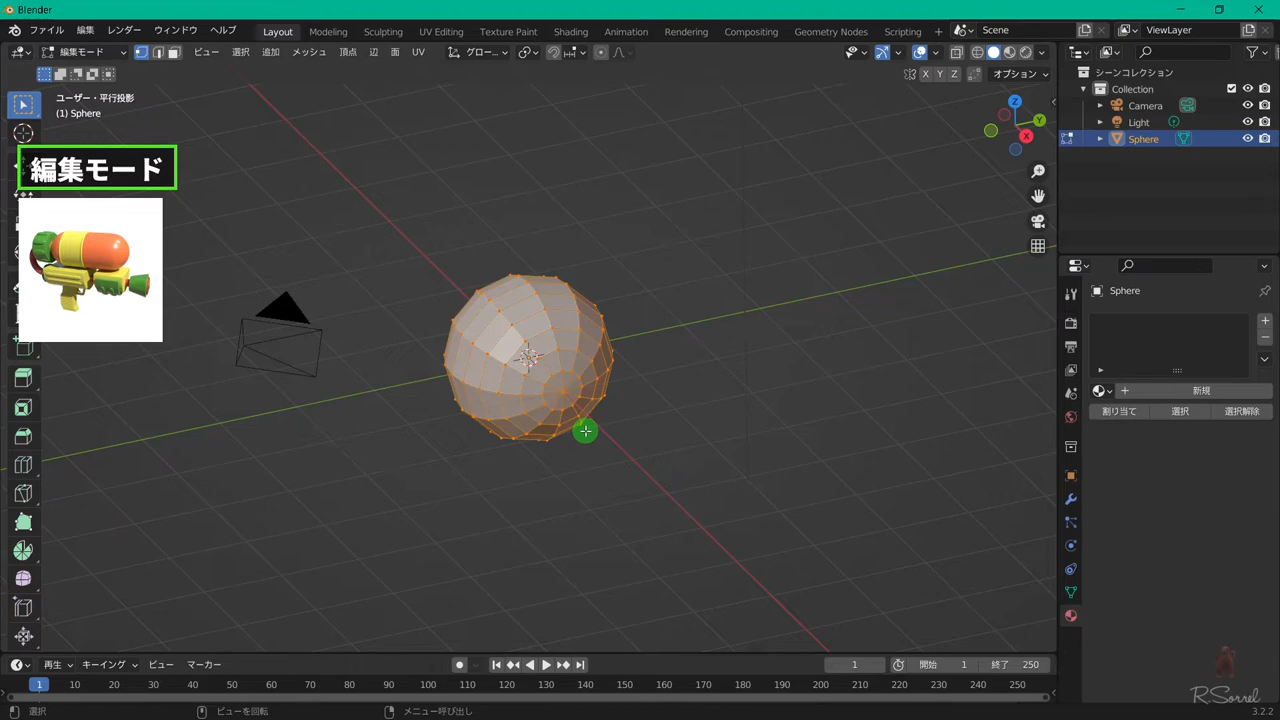 Blender
ファイル 編集 レンダー ウィンドウ ヘルプ Layout Modeling Sculpting UV Editing Texture Paint Shading Animation Rendering Compositing Geometry Nodes Scripting + Scene ViewLayer
編集モード ビュー 選択 追加 メッシュ 頂点 辺 面 UV グロー...
X Y Z オプション
ユーザー・平行投影
(1) Sphere
編集モード
Z
Y
X
シーンコレクション
Collection
Camera
Light
Sphere
Sphere
新規
割り当て 選択 選択解除
再生 キーイング ビュー マーカー 1 開始 1 終了 250
1 10 20 30 40 50 60 70 80 90 100 110 120 130 140 150 160 170 180 190 200 210 220 230 240 250
選択 ビューを回転 メニュー呼び出し 3.2.2
R.Sorrel